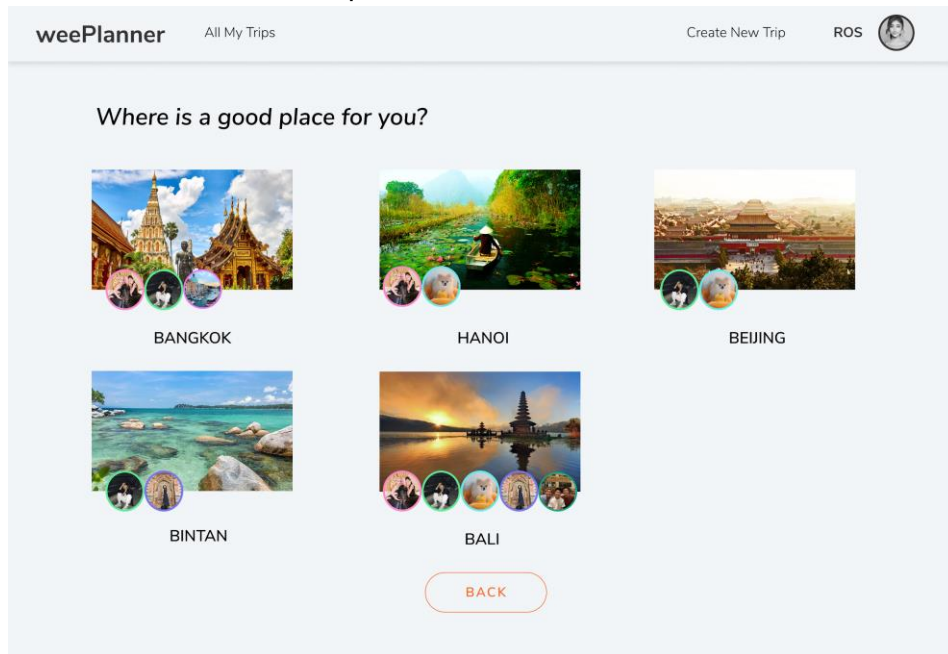 weePlanner
All My Trips
Create New Trip
ROS
Where is a good place for you?
BANGKOK
HANOI
BEIJING
BINTAN
BALI
BACK